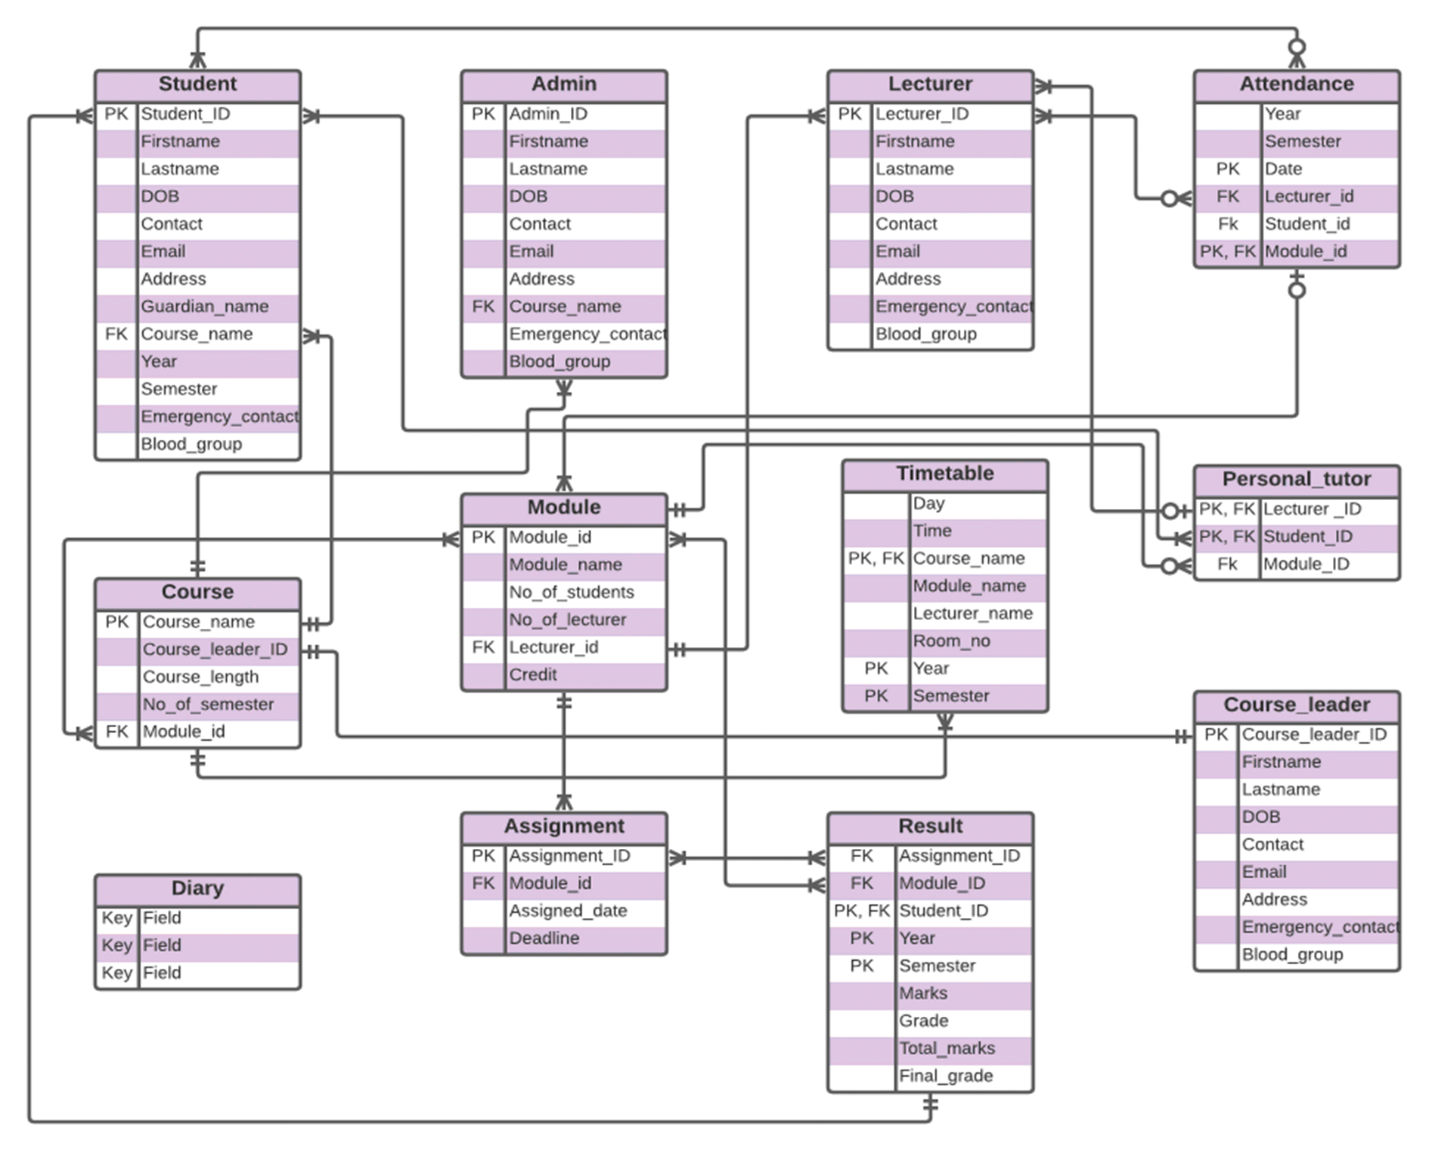 Student
PK Student_ID
Firstname
Lastname
DOB
Contact
Email
Address
Guardian_name
FK Course_name
Year
Semester
Emergency_contact
Blood_group
Admin
PK Admin_ID
Firstname
Lastname
DOB
Contact
Email
Address
FK Course_name
Emergency_contact
Blood_group
Lecturer
PK Lecturer_ID
Firstname
Lastname
DOB
Contact
Email
Address
Emergency_contact
Blood_group
Attendance
Year
Semester
PK Date
FK Lecturer_id
Fk Student_id
PK, FK Module_id
Module
PK Module_id
Module_name
No_of_students
No_of_lecturer
FK Lecturer_id
Credit
Timetable
Day
Time
PK, FK Course_name
Module_name
Lecturer_name
Room_no
PK Year
PK Semester
Personal_tutor
PK, FK Lecturer _ID
PK, FK Student_ID
Fk Module_ID
Course
PK Course_name
Course_leader_ID
Course_length
No_of_semester
FK Module_id
Course_leader
PK Course_leader_ID
Firstname
Lastname
DOB
Contact
Email
Address
Emergency_contact
Blood_group
Assignment
PK Assignment_ID
FK Module_id
Assigned_date
Deadline
Result
FK Assignment_ID
FK Module_ID
PK, FK Student_ID
PK Year
PK Semester
Marks
Grade
Total_marks
Final_grade
Diary
Key Field
Key Field
Key Field